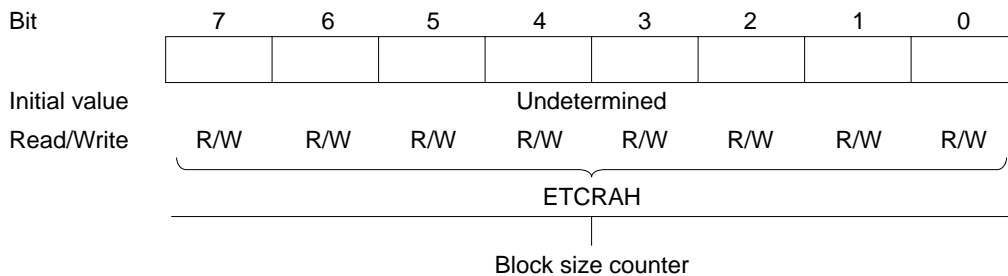 Bit 7 6 5 4 3 2 1 0
Initial value Undetermined
Read/Write R/W R/W R/W R/W R/W R/W R/W R/W
ETCRAH
Block size counter